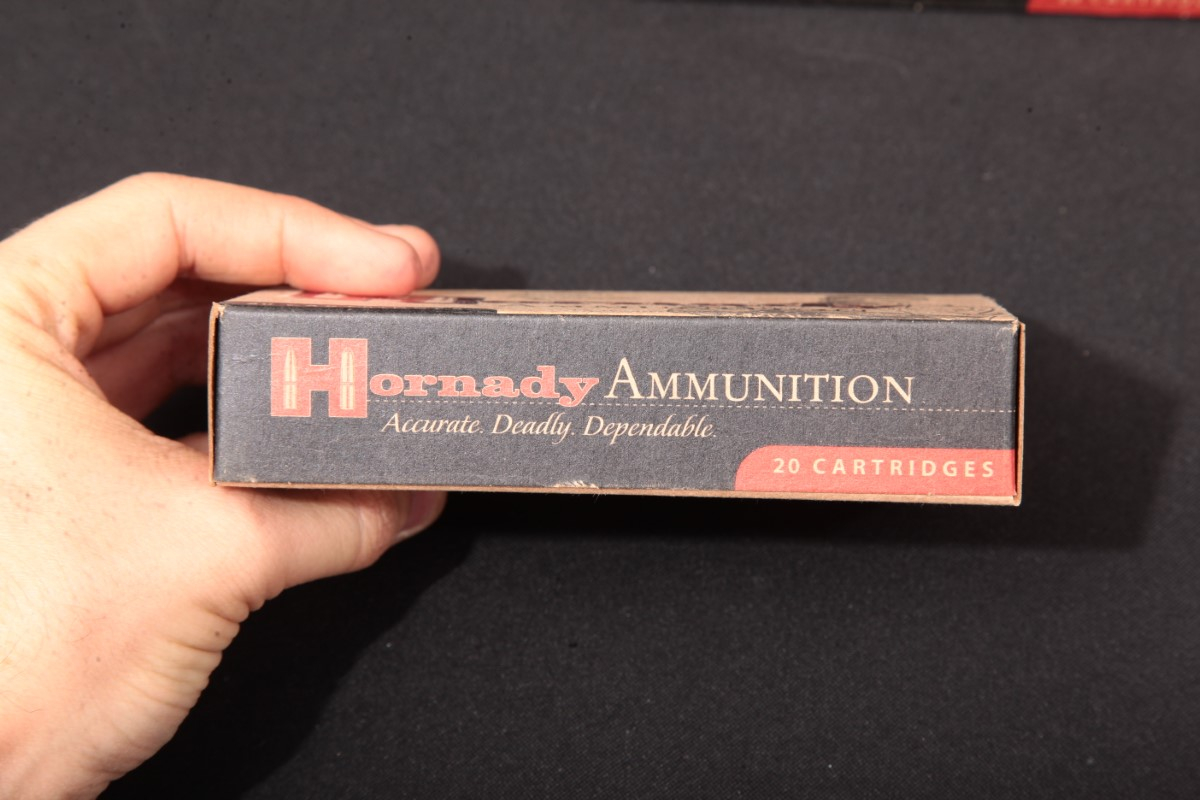 Hornady AMMUNITION
Accurate. Deadly. Dependable.
20 CARTRIDGES